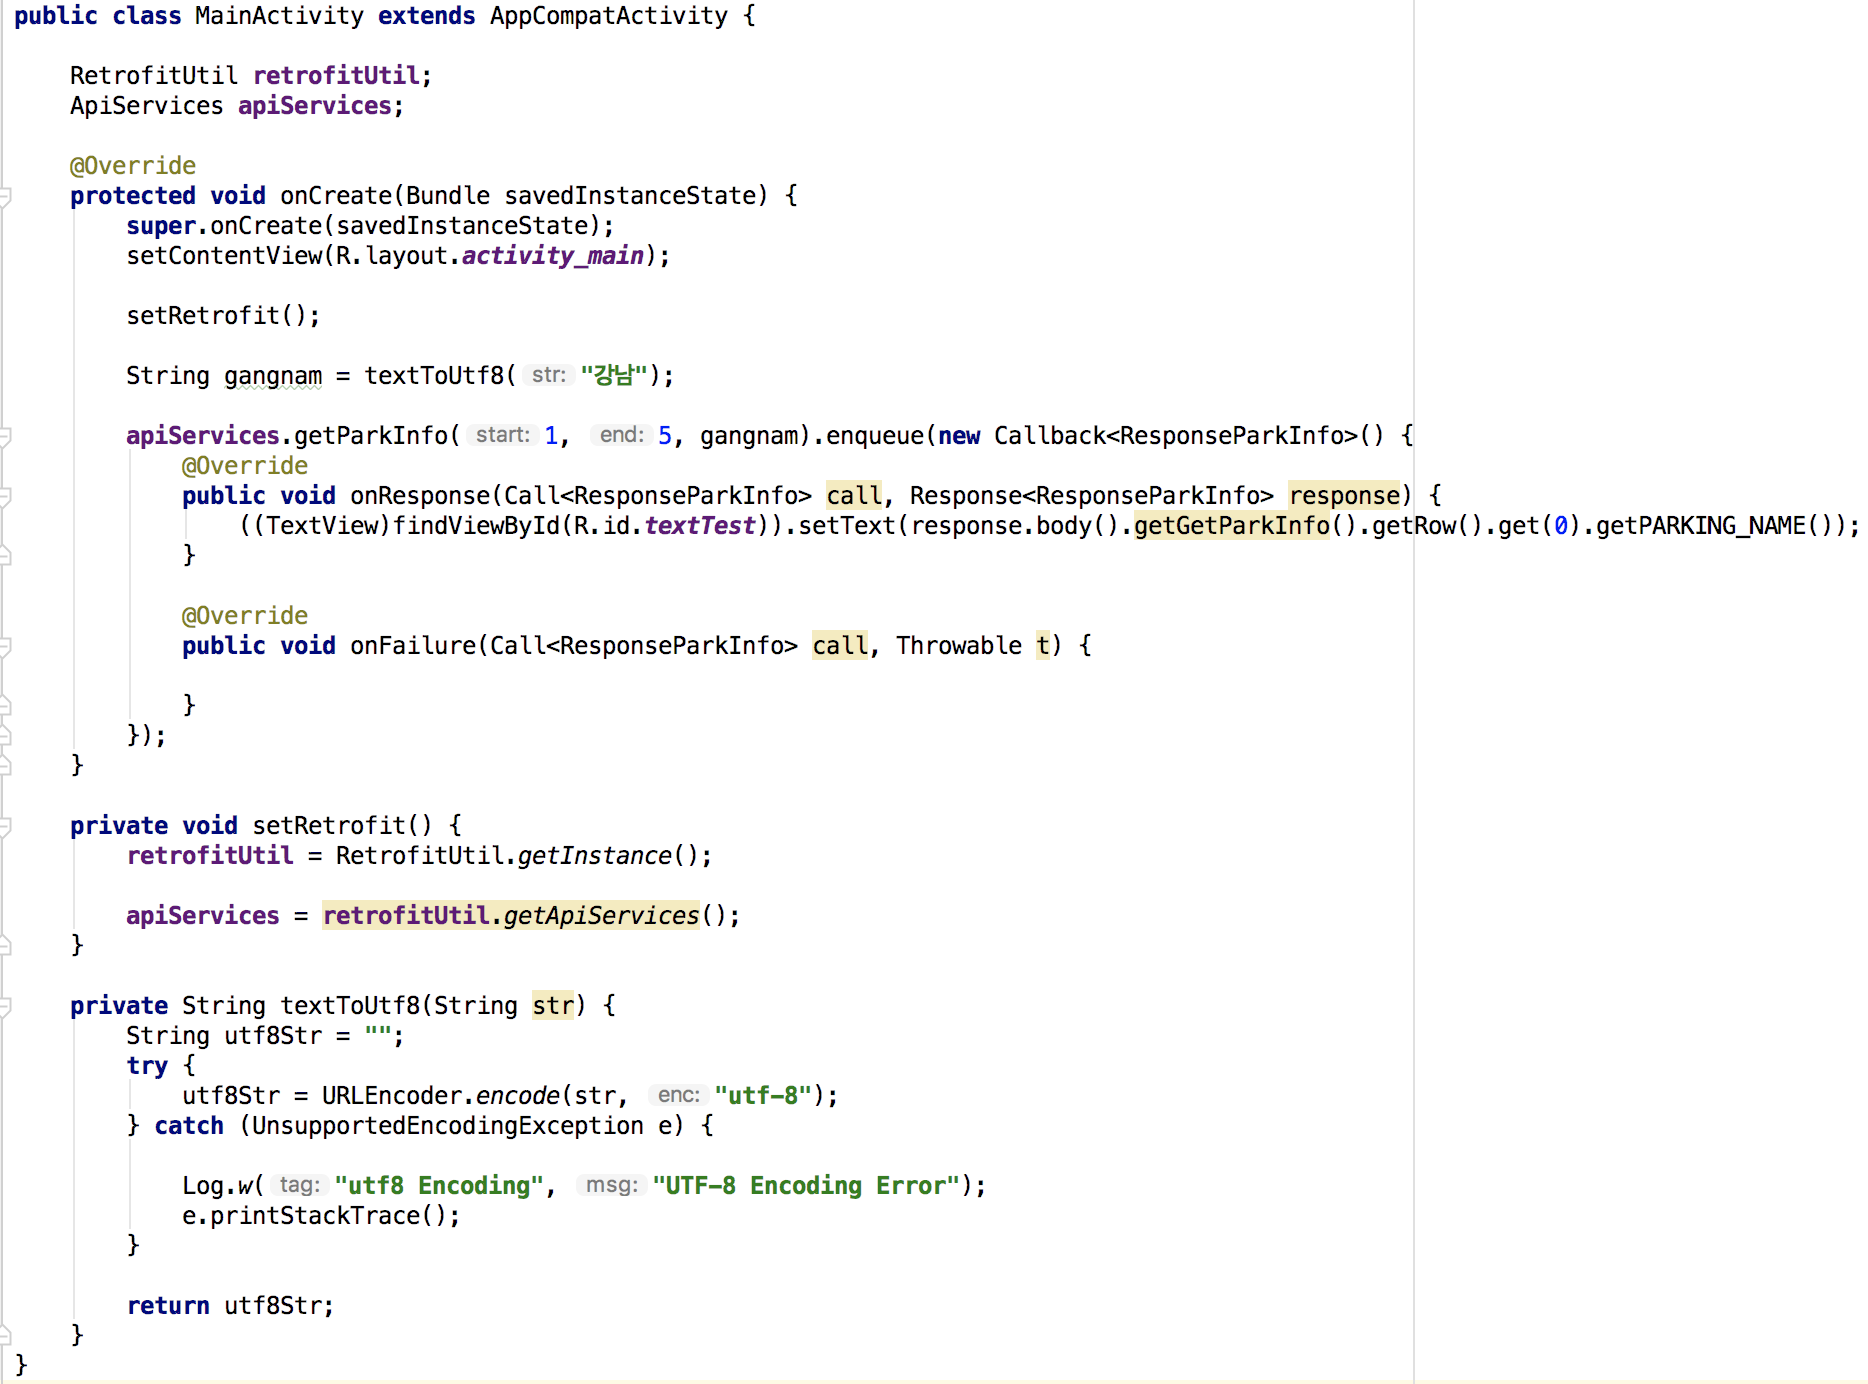 public class MainActivity extends AppCompatActivity {
RetrofitUtil retrofitUtil;
ApiServices apiServices;
@Override
protected void onCreate(Bundle savedInstanceState) {
super.onCreate(savedInstanceState);
setContentView(R.layout.activity_main);
setRetrofit();
String gangnam = textToUtf8( str: "강남");
apiServices.getParkInfo( start: 1, end: 5, gangnam).enqueue(new Callback<ResponseParkInfo>() {
@Override
public void onResponse(Call<ResponseParkInfo> call, Response<ResponseParkInfo> response) {
((TextView)findViewById(R.id.textTest)).setText(response.body().getGetParkInfo().getRow().get(0).getPARKING_NAME());
}
@Override
public void onFailure(Call<ResponseParkInfo> call, Throwable t) {
}
});
}
private void setRetrofit() {
retrofitUtil = RetrofitUtil.getInstance();
apiServices = retrofitUtil.getApiServices();
}
private String textToUtf8(String str) {
String utf8Str = "";
try {
utf8Str = URLEncoder.encode(str, enc: "utf-8");
} catch (UnsupportedEncodingException e) {
Log.w( tag: "utf8 Encoding", msg: "UTF-8 Encoding Error");
e.printStackTrace();
}
return utf8Str;
}
}